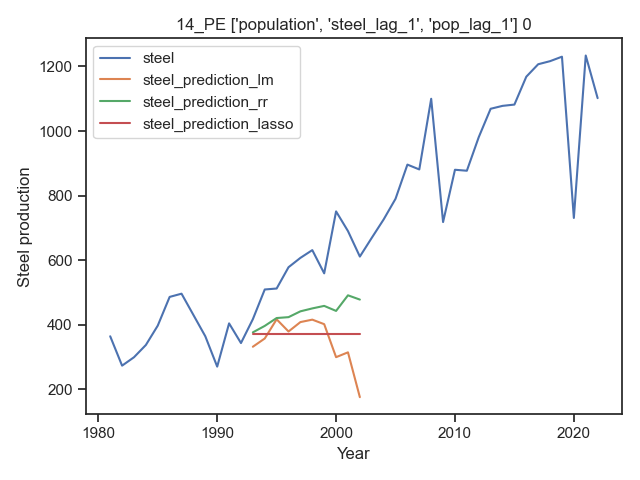 14_PE ['population', 'steel_lag_1', 'pop_lag_1'] 0
steel
steel_prediction_lm
steel_prediction_rr
steel_prediction_lasso
Steel production
1200
1000
800
600
400
200
1980
1990
2000
2010
2020
Year